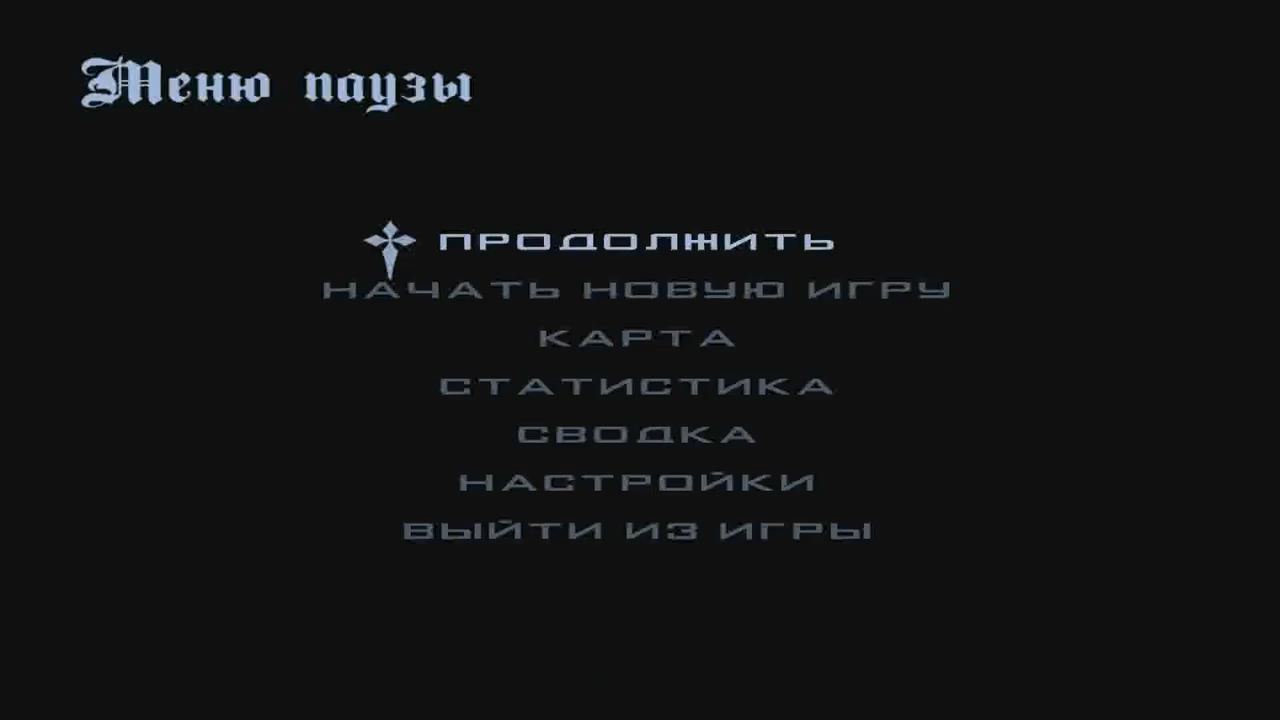 Меню паузы
ПРОДОЛЖИТЬ
НАЧАТЬ НОВУЮ ИГРУ
КАРТА
СТАТИСТИКА
СВОДКА
НАСТРОЙКИ
ВЫЙТИ ИЗ ИГРЫ